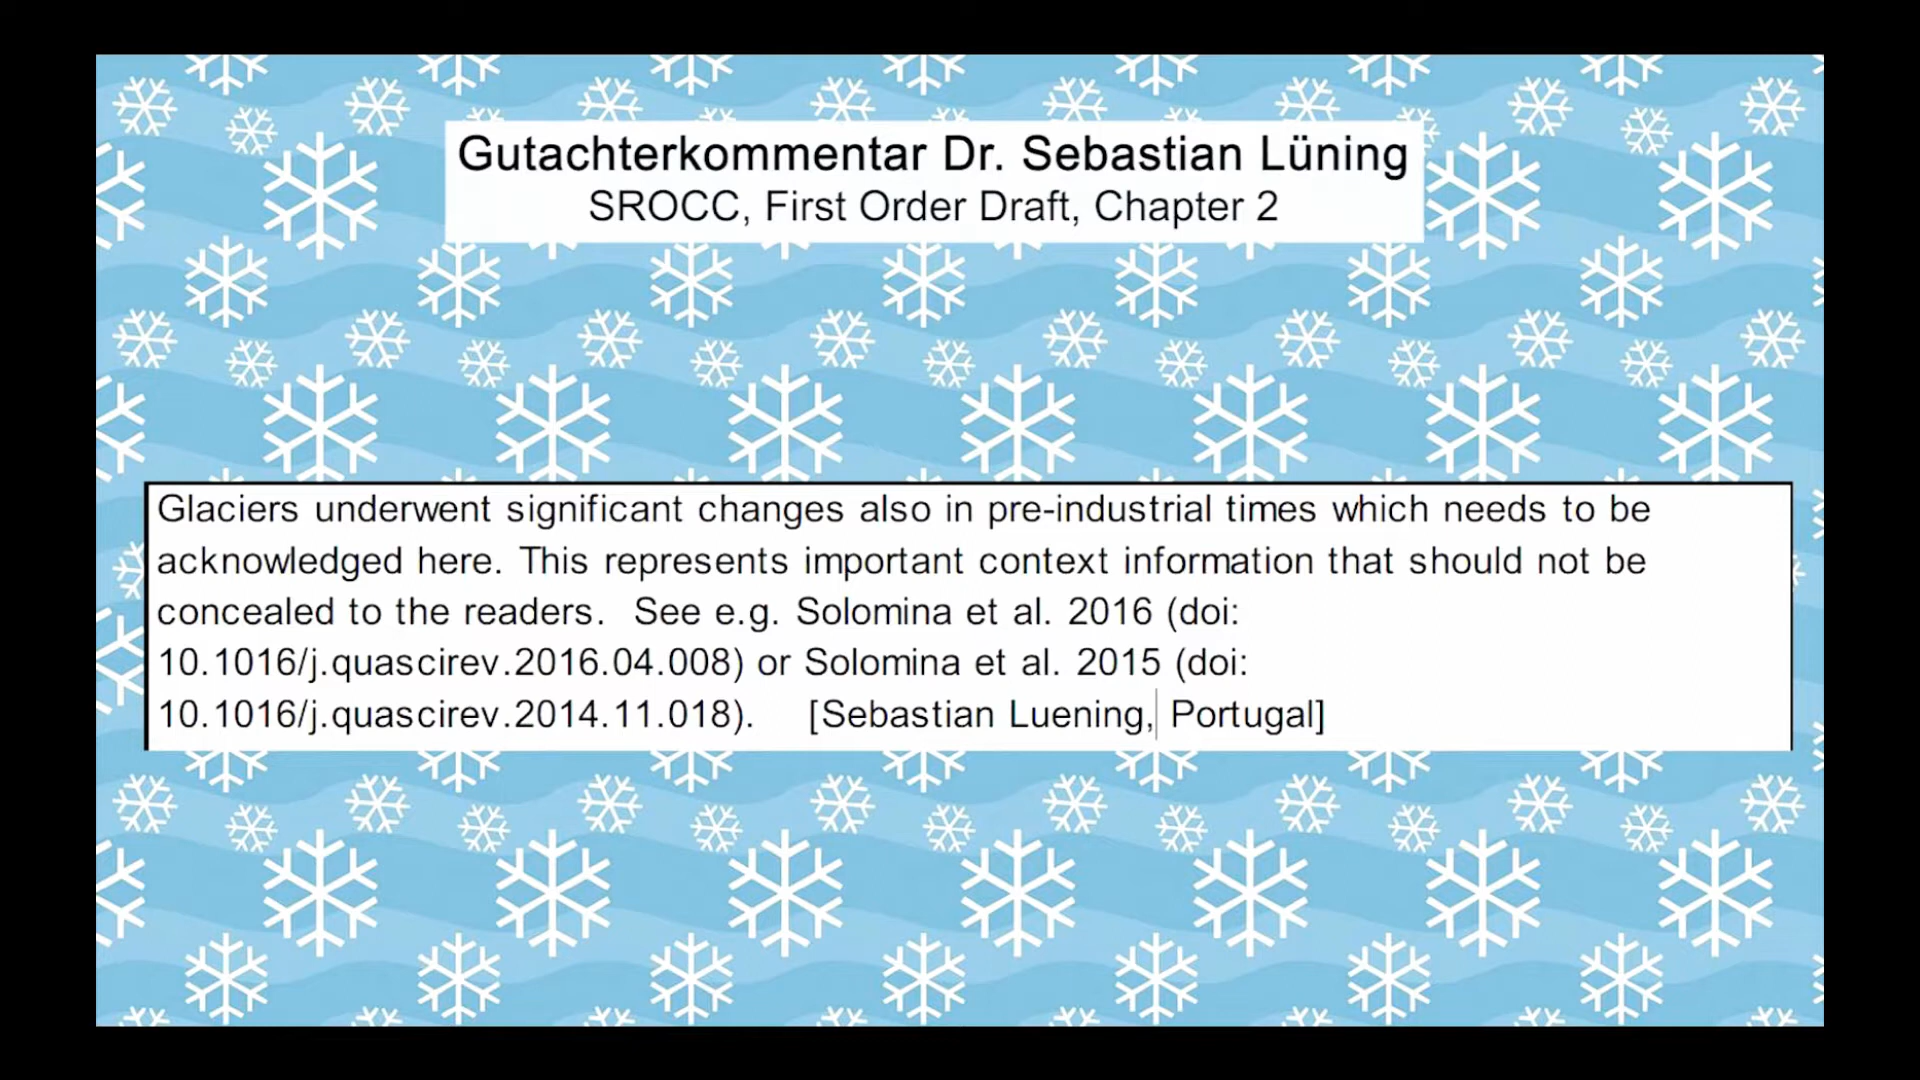 Gutachterkommentar Dr. Sebastian Lüning
SROCC, First Order Draft, Chapter 2
Glaciers underwent significant changes also in pre-industrial times which needs to be
acknowledged here. This represents important context information that should not be
concealed to the readers. See e.g. Solomina et al. 2016 (doi:
10.1016/j.quascirev.2016.04.008) or Solomina et al. 2015 (doi:
10.1016/j.quascirev.2014.11.018). [Sebastian Luening, Portugal]